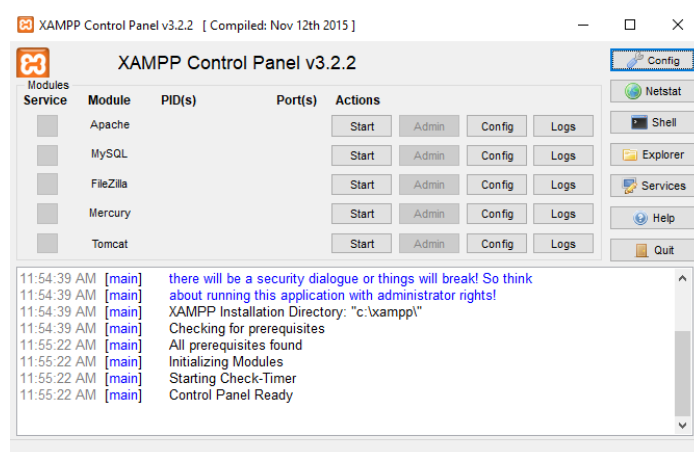 XAMPP Control Panel v3.2.2 [ Compiled: Nov 12th 2015 ]
XAMPP Control Panel v3.2.2
Config
Modules
Service Module PID(s) Port(s) Actions
Netstat
Apache Start Admin Config Logs
Shell
MySQL Start Admin Config Logs
Explorer
FileZilla Start Admin Config Logs
Services
Mercury Start Admin Config Logs
Help
Tomcat Start Admin Config Logs
Quit
11:54:39 AM [main] there will be a security dialogue or things will break! So think
11:54:39 AM [main] about running this application with administrator rights!
11:54:39 AM [main] XAMPP Installation Directory: "c:\xampp\"
11:54:39 AM [main] Checking for prerequisites
11:55:22 AM [main] All prerequisites found
11:55:22 AM [main] Initializing Modules
11:55:22 AM [main] Starting Check-Timer
11:55:22 AM [main] Control Panel Ready